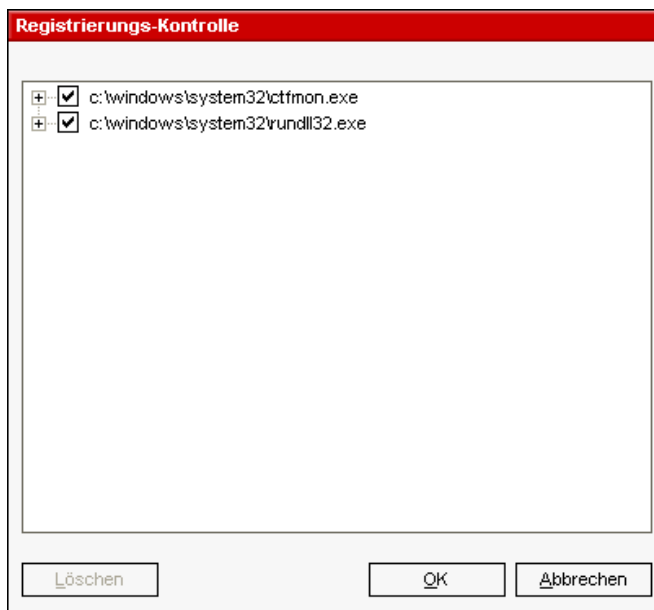 Registrierungs-Kontrolle
c:\windows\system32\ctfmon.exe
c:\windows\system32\rundll32.exe
Löschen OK Abbrechen